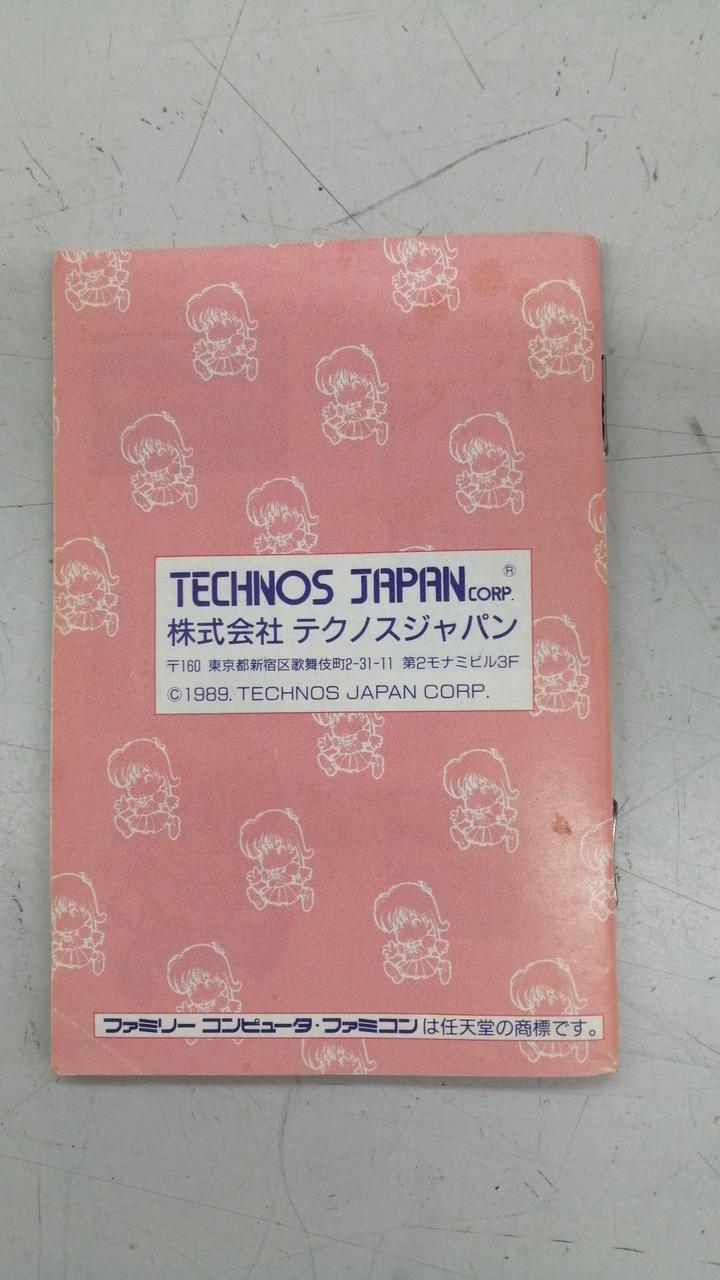 TECHNOS JAPAN CORP. ®
株式会社 テクノスジャパン
〒160 東京都新宿区歌舞伎町2-31-11 第2モナミビル3F
©1989. TECHNOS JAPAN CORP.
ファミリー コンピュータ・ファミコン は任天堂の商標です。